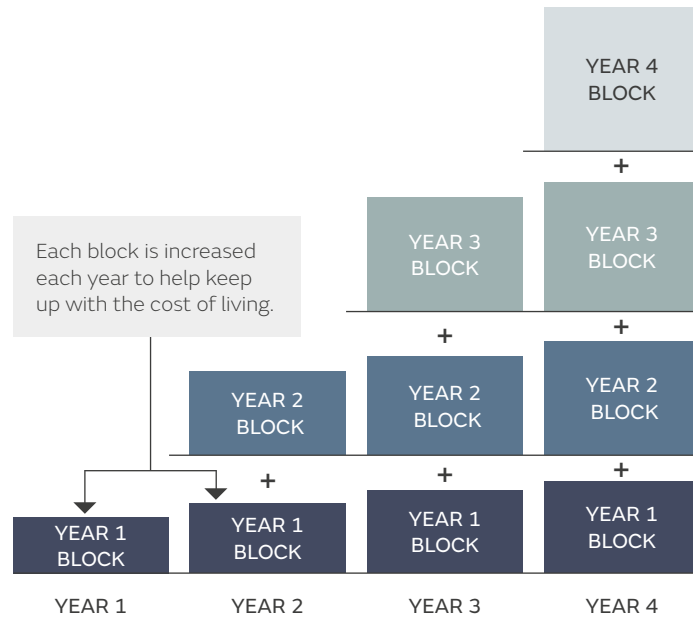 YEAR 4
BLOCK
+
YEAR 3
BLOCK
YEAR 3
BLOCK
Each block is increased
each year to help keep
up with the cost of living.
+
+
YEAR 2
BLOCK
YEAR 2
BLOCK
YEAR 2
BLOCK
+
+
+
YEAR 1
BLOCK
YEAR 1
BLOCK
YEAR 1
BLOCK
YEAR 1
BLOCK
YEAR 1
YEAR 2
YEAR 3
YEAR 4